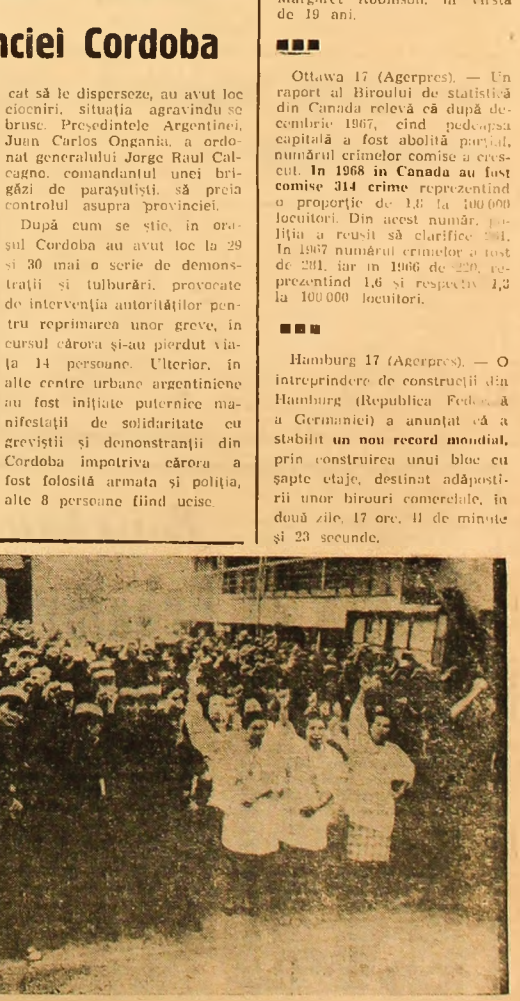 nciei Cordoba
cat să le disperseze, au avut loc
ciocniri, situația agravindu-se
brusc. Președintele Argentinei,
Juan Carlos Ongania, a ordo-
nat generalului Jorge Raul Cal-
cagno, comandantul unei bri-
găzi de parașutiști, să preia
controlul asupra provinciei.
După cum se știe, în ora-
șul Cordoba au avut loc la 29
și 30 mai o serie de demons-
trații și tulburări, provocate
de intervenția autorităților pen-
tru reprimarea unor greve, în
cursul cărora și-au pierdut via-
ța 14 persoane. Ulterior, în
alte centre urbane argentiniene
au fost inițiate puternice ma-
nifestații de solidaritate cu
greviștii și demonstranții din
Cordoba împotriva cărora a
fost folosită armata și poliția,
alte 8 persoane fiind ucise.
de 19 ani.
Ottawa 17 (Agerpres). — Un
raport al Biroului de statistică
din Canada relevă că după de-
cembrie 1967, cînd pedeapsa
capitală a fost abolită parțial,
numărul crimelor comise a cres-
cut. În 1968 în Canada au fost
comise 314 crime reprezentînd
o proporție de 1,8 la 100 000
locuitori. Din acest număr, po-
liția a reușit să clarifice
În 1967 numărul crimelor a fost
de 281, iar în 1966 de 220, re-
prezentînd 1,6 și respectiv 1,3
la 100 000 locuitori.
Hamburg 17 (Agerpres). — O
întreprindere de construcții din
Hamburg (Republica Federală
a Germaniei) a anunțat că a
stabilit un nou record mondial,
prin construirea unui bloc cu
șapte etaje, destinat adăposti-
rii unor birouri comerciale, în
două zile, 17 ore, 41 de minute
și 23 secunde.